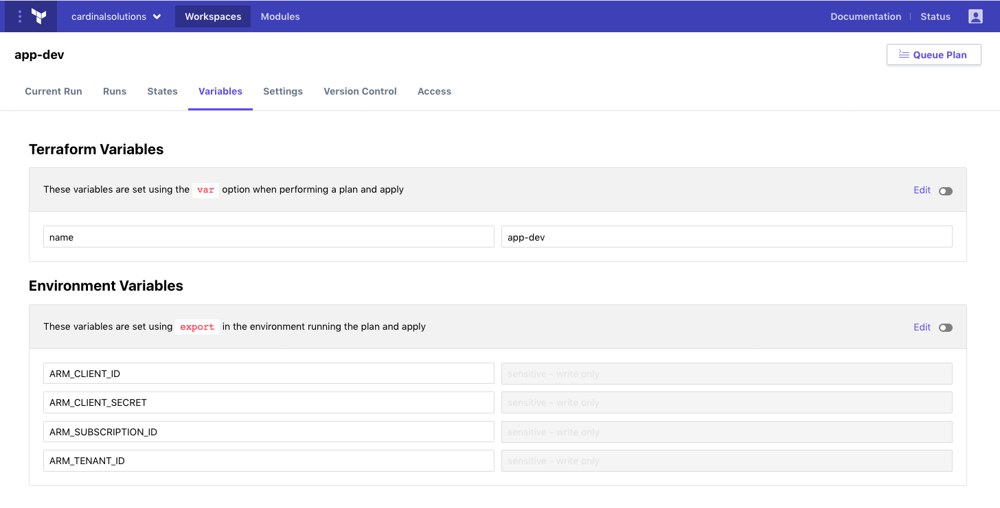 cardinalsolutions Workspaces Modules Documentation Status
app-dev Queue Plan
Current Run Runs States Variables Settings Version Control Access
Terraform Variables
These variables are set using the var option when performing a plan and apply Edit
name app-dev
Environment Variables
These variables are set using export in the environment running the plan and apply Edit
ARM_CLIENT_ID sensitive - write only
ARM_CLIENT_SECRET sensitive - write only
ARM_SUBSCRIPTION_ID sensitive - write only
ARM_TENANT_ID sensitive - write only